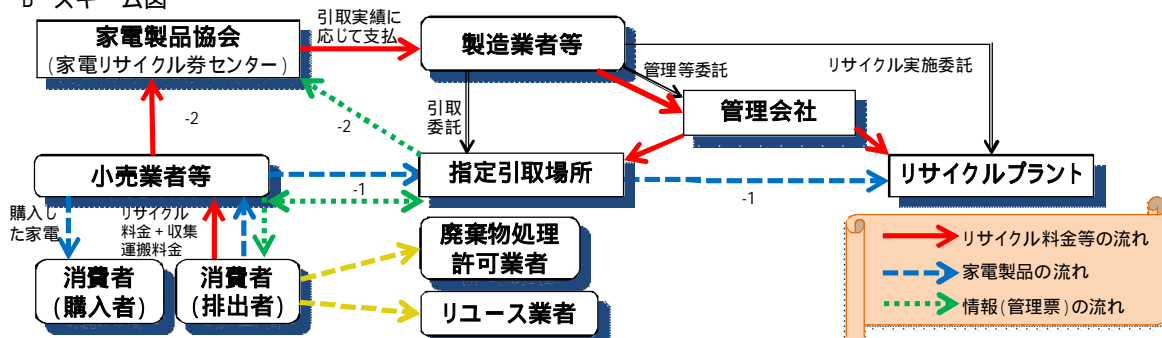 B スキーム図
家電製品協会
(家電リサイクル券センター)
引取実績に
応じて支払
製造業者等
管理等委託
リサイクル実施委託
引取
委託
管理会社
-2
-2
小売業者等
-1
指定引取場所
-1
リサイクルプラント
購入し
た家電
リサイクル
料金+収集
運搬料金
消費者
(購入者)
消費者
(排出者)
廃棄物処理
許可業者
リユース業者
リサイクル料金等の流れ
家電製品の流れ
情報(管理票)の流れ